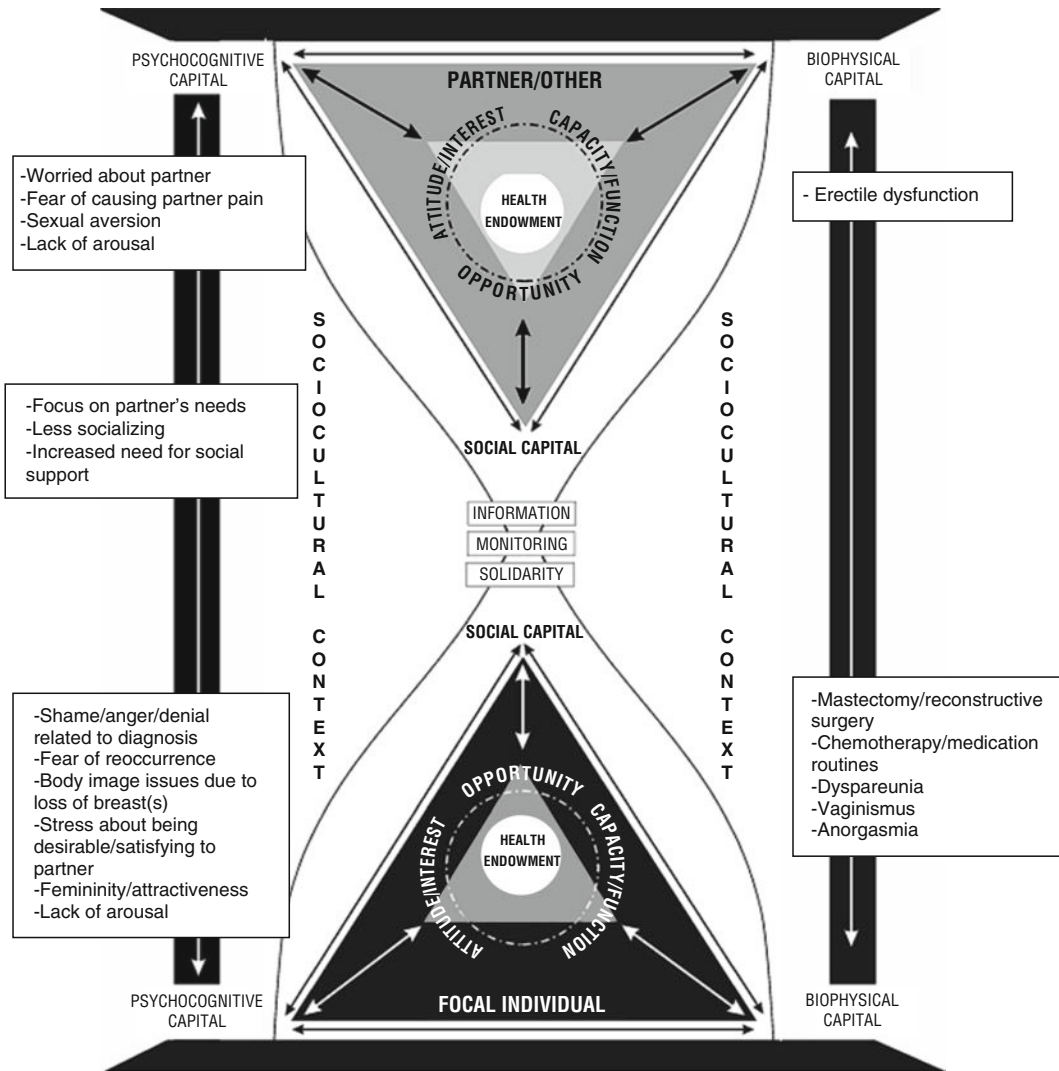 PSYCHOCOGNITIVE
CAPITAL
BIOPHYSICAL
CAPITAL
PARTNER/OTHER
ATTITUDE/INTEREST
CAPACITY/FUNCTION
OPPORTUNITY
HEALTH
ENDOWMENT
-Worried about partner
-Fear of causing partner pain
-Sexual aversion
-Lack of arousal
- Erectile dysfunction
SOCIOCULTURAL CONTEXT
SOCIOCULTURAL CONTEXT
-Focus on partner's needs
-Less socializing
-Increased need for social
support
SOCIAL CAPITAL
INFORMATION
MONITORING
SOLIDARITY
SOCIAL CAPITAL
-Shame/anger/denial
related to diagnosis
-Fear of reoccurrence
-Body image issues due to
loss of breast(s)
-Stress about being
desirable/satisfying to
partner
-Femininity/attractiveness
-Lack of arousal
-Mastectomy/reconstructive
surgery
-Chemotherapy/medication
routines
-Dyspareunia
-Vaginismus
-Anorgasmia
OPPORTUNITY
ATTITUDE/INTEREST
CAPACITY/FUNCTION
HEALTH
ENDOWMENT
FOCAL INDIVIDUAL
PSYCHOCOGNITIVE
CAPITAL
BIOPHYSICAL
CAPITAL